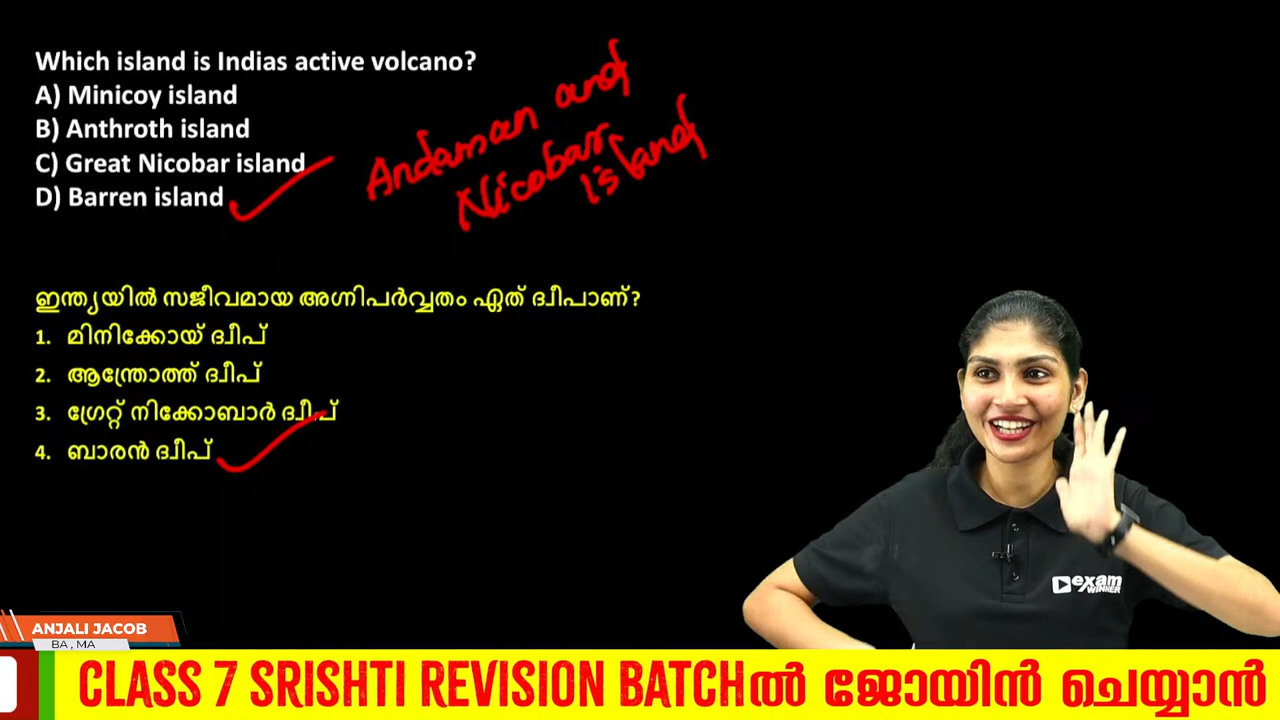 Which island is Indias active volcano?
A) Minicoy island
B) Anthroth island
C) Great Nicobar island
D) Barren island
Andaman and
Nicobar
island
ഇന്ത്യയിൽ സജീവമായ അഗ്നിപർവ്വതം ഏത് ദ്വീപാണ്?
1. മിനിക്കോയ് ദ്വീപ്
2. ആന്ത്രോത്ത് ദ്വീപ്
3. ഗ്രേറ്റ് നിക്കോബാർ ദ്വീപ്
4. ബാരൻ ദ്വീപ്
exam
WINNER
ANJALI JACOB
BA , MA
CLASS 7 SRISHTI REVISION BATCHൽ ജോയിൻ ചെയ്യാൻ